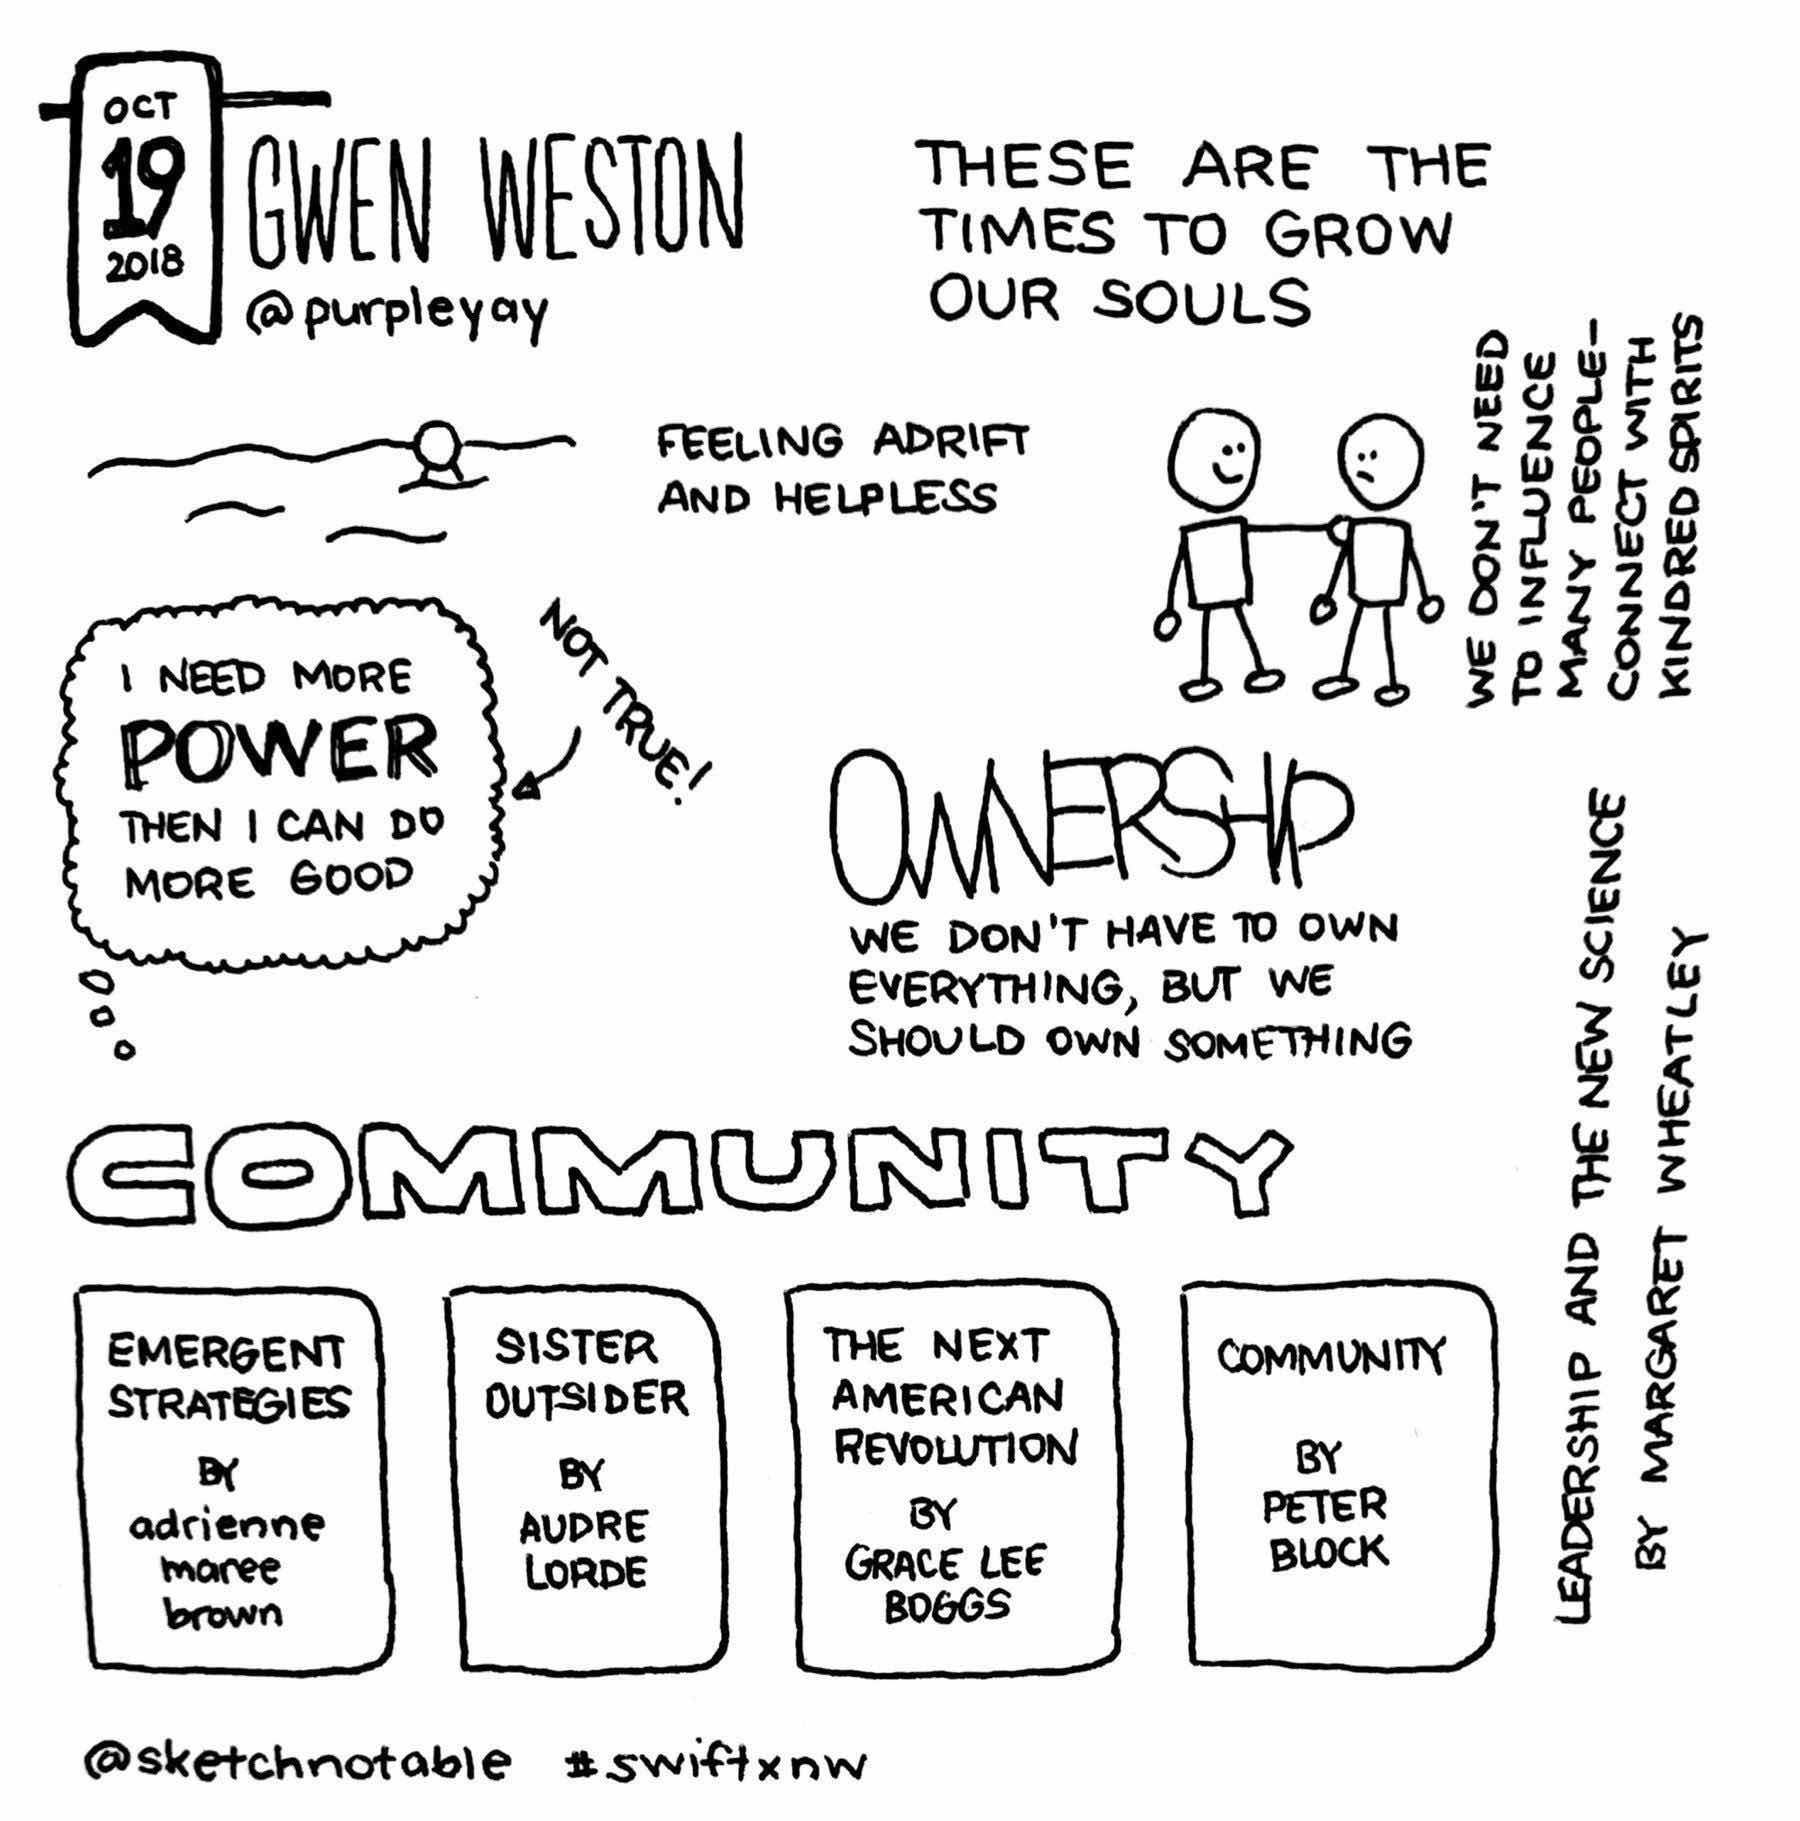 OCT
19
2018
GWEN WESTON
@purpleyay
THESE ARE THE
TIMES TO GROW
OUR SOULS
FEELING ADRIFT
AND HELPLESS
WE DON'T NEED
TO INFLUENCE
MANY PEOPLE–
CONNECT WITH
KINDRED SPIRITS
I NEED MORE
POWER
THEN I CAN DO
MORE GOOD
NOT TRUE!
OWNERSHIP
WE DON'T HAVE TO OWN
EVERYTHING, BUT WE
SHOULD OWN SOMETHING
LEADERSHIP AND THE NEW SCIENCE
BY MARGARET WHEATLEY
COMMUNITY
EMERGENT
STRATEGIES
BY
adrienne
maree
brown
SISTER
OUTSIDER
BY
AUDRE
LORDE
THE NEXT
AMERICAN
REVOLUTION
BY
GRACE LEE
BOGGS
COMMUNITY
BY
PETER
BLOCK
@sketchnotable #swiftxnw